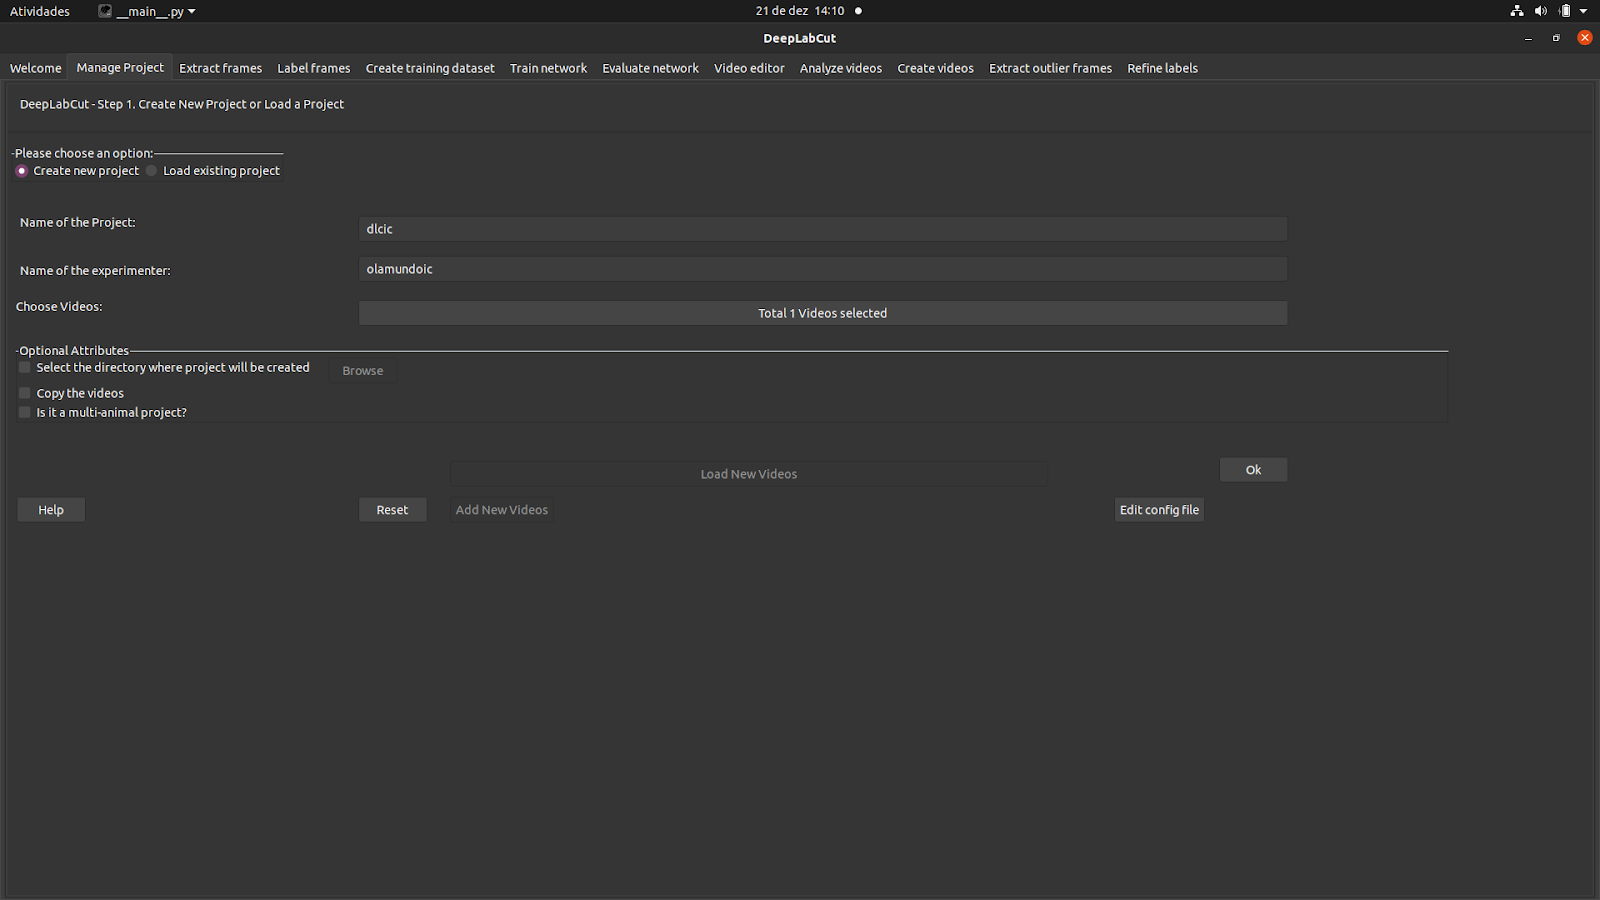 Atividades __main__.py 21 de dez 14:10
DeepLabCut
Welcome Manage Project Extract frames Label frames Create training dataset Train network Evaluate network Video editor Analyze videos Create videos Extract outlier frames Refine labels
DeepLabCut - Step 1. Create New Project or Load a Project
Please choose an option:
Create new project Load existing project
Name of the Project: dlcic
Name of the experimenter: olamundoic
Choose Videos: Total 1 Videos selected
Optional Attributes
Select the directory where project will be created Browse
Copy the videos
Is it a multi-animal project?
Load New Videos Ok
Help Reset Add New Videos Edit config file